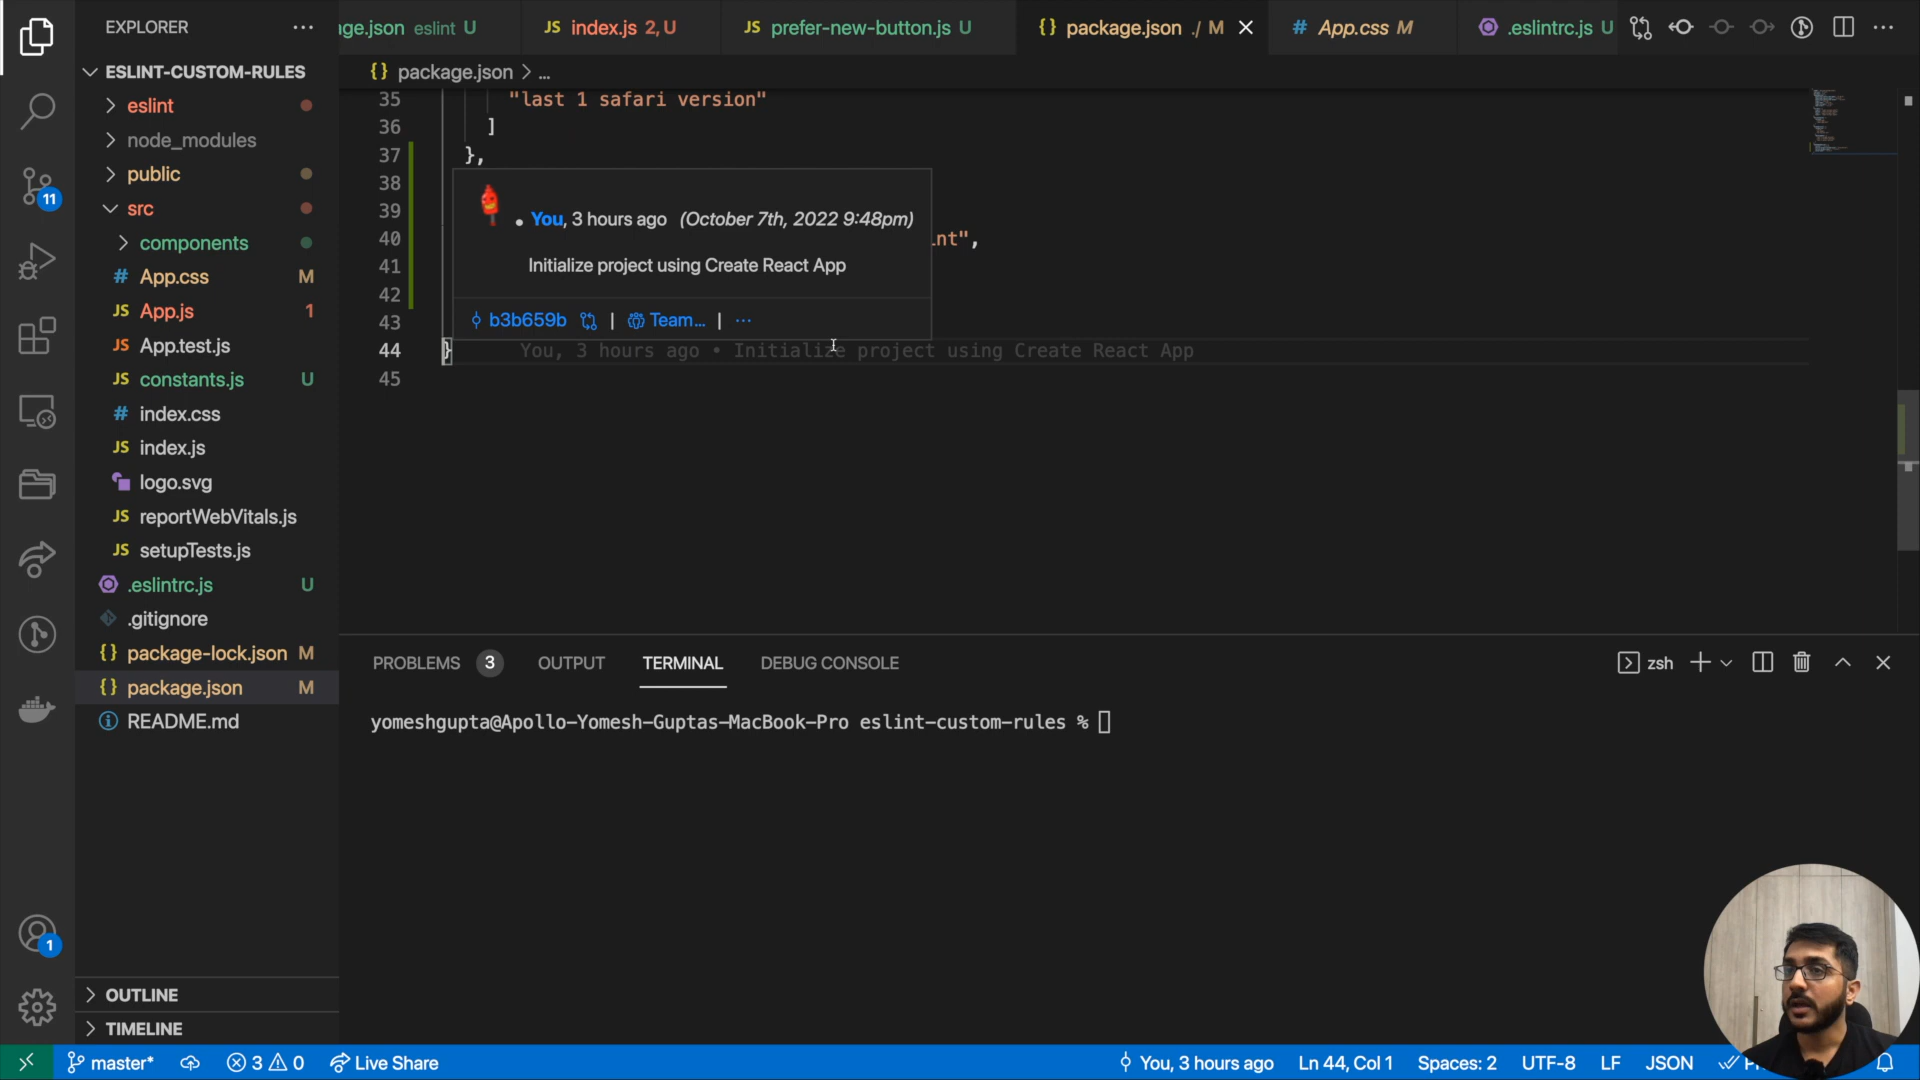 EXPLORER
ge.json eslint U
JS index.js 2, U
JS prefer-new-button.js U
{} package.json ./ M
# App.css M
.eslintrc.js U
ESLINT-CUSTOM-RULES
{} package.json > ...
eslint
node_modules
public
src
components
# App.css M
JS App.js 1
JS App.test.js
JS constants.js U
# index.css
JS index.js
logo.svg
JS reportWebVitals.js
JS setupTests.js
.eslintrc.js U
.gitignore
{} package-lock.json M
{} package.json M
README.md
OUTLINE
TIMELINE
11
1
35 "last 1 safari version"
36 ]
37 },
38
39
40 nt",
41
42
43
44 } You, 3 hours ago • Initialize project using Create React App
45
• You, 3 hours ago (October 7th, 2022 9:48pm)
Initialize project using Create React App
b3b659b | Team... | ...
PROBLEMS 3 OUTPUT TERMINAL DEBUG CONSOLE
zsh
yomeshgupta@Apollo-Yomesh-Guptas-MacBook-Pro eslint-custom-rules %
master* 3 0 Live Share
You, 3 hours ago Ln 44, Col 1 Spaces: 2 UTF-8 LF JSON